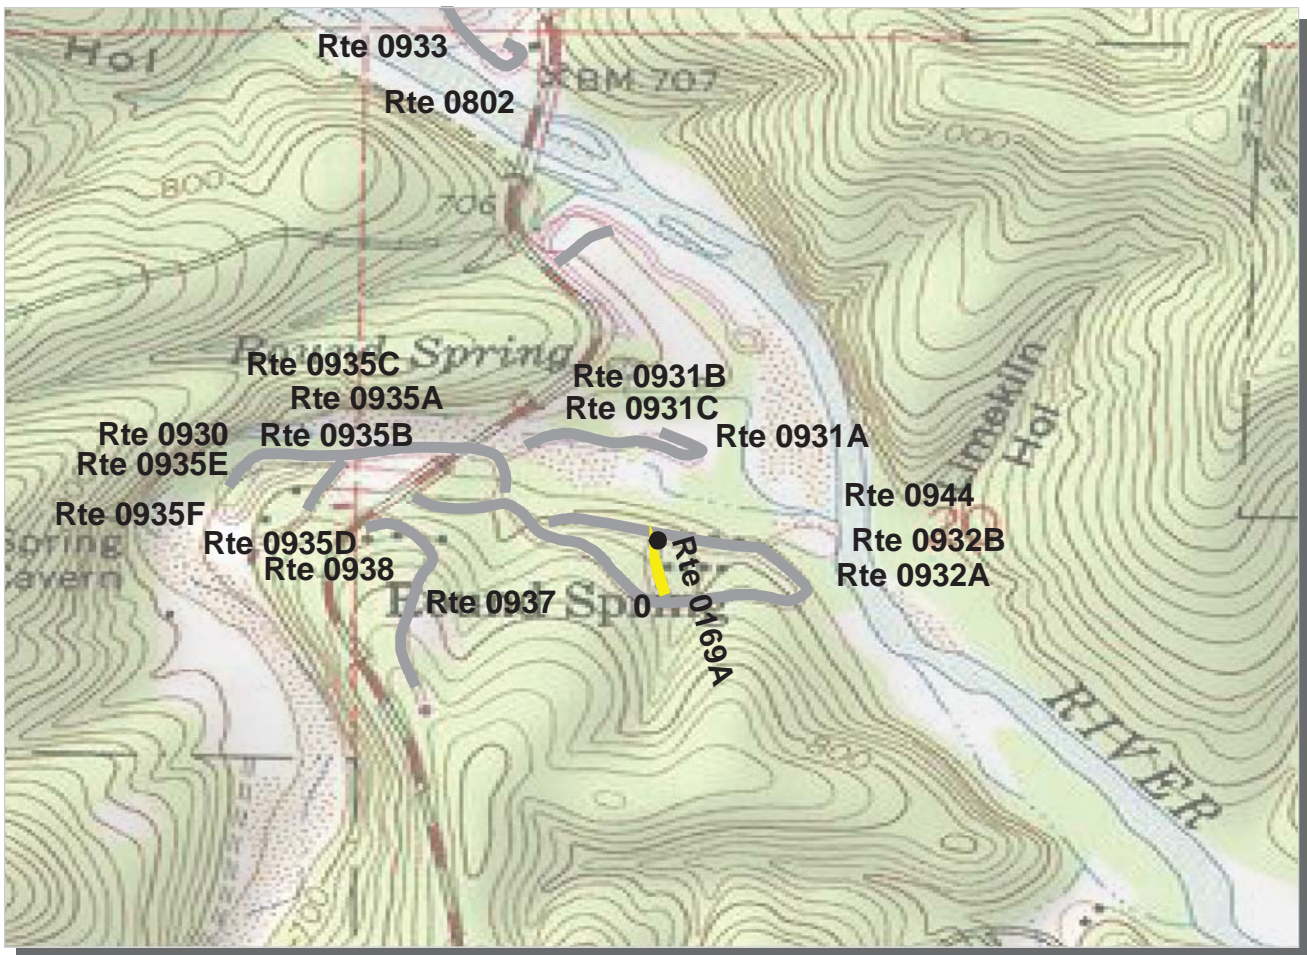 Hol
Rte 0933
BM 707
Rte 0802
1000
800
706
Round Spring
Rte 0935C
Rte 0931B
Rte 0935A
Rte 0931C
Rte 0930
Rte 0935B
Rte 0931A
Rte 0935E
Hol
Rte 0944
Rte 0935F
Rte 0935D
Rte 0932B
Spring
Rte 0938
Rte 0932A
Round Spring
Rte 0937
0
Rte 0169A
RIVER
800
700